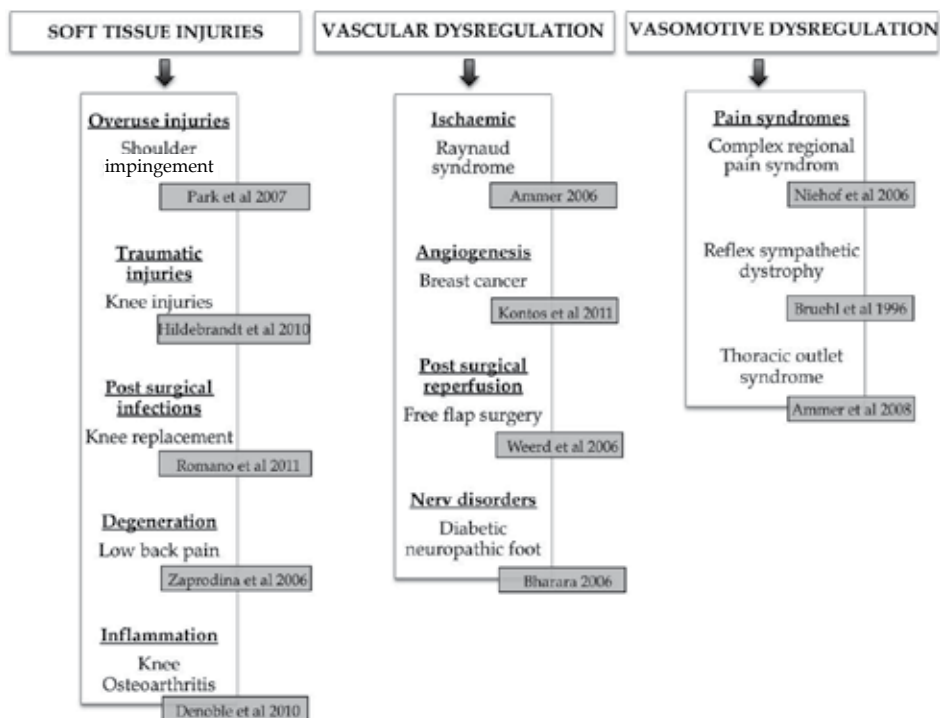 SOFT TISSUE INJURIES
Overuse injuries
Shoulder
impingement
Park et al 2007
Traumatic
injuries
Knee injuries
Hildebrandt et al 2010
Post surgical
infections
Knee replacement
Romano et al 2011
Degeneration
Low back pain
Zaprodina et al 2006
Inflammation
Knee
Osteoarthritis
Denoble et al 2010
VASCULAR DYSREGULATION
Ischaemic
Raynaud
syndrome
Ammer 2006
Angiogenesis
Breast cancer
Kontos et al 2011
Post surgical
reperfusion
Free flap surgery
Weerd et al 2006
Nerv disorders
Diabetic
neuropathic foot
Bharara 2006
VASOMOTIVE DYSREGULATION
Pain syndromes
Complex regional
pain syndrom
Niehof et al 2006
Reflex sympathetic
dystrophy
Bruehl et al 1996
Thoracic outlet
syndrome
Ammer et al 2008